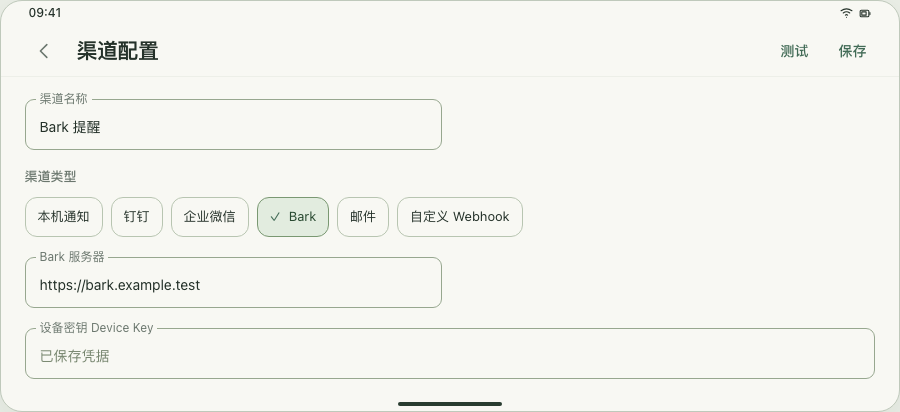 09:41
渠道配置
测试 保存
渠道名称
Bark 提醒
渠道类型
本机通知 钉钉 企业微信 ✓ Bark 邮件 自定义 Webhook
Bark 服务器
https://bark.example.test
设备密钥 Device Key
已保存凭据